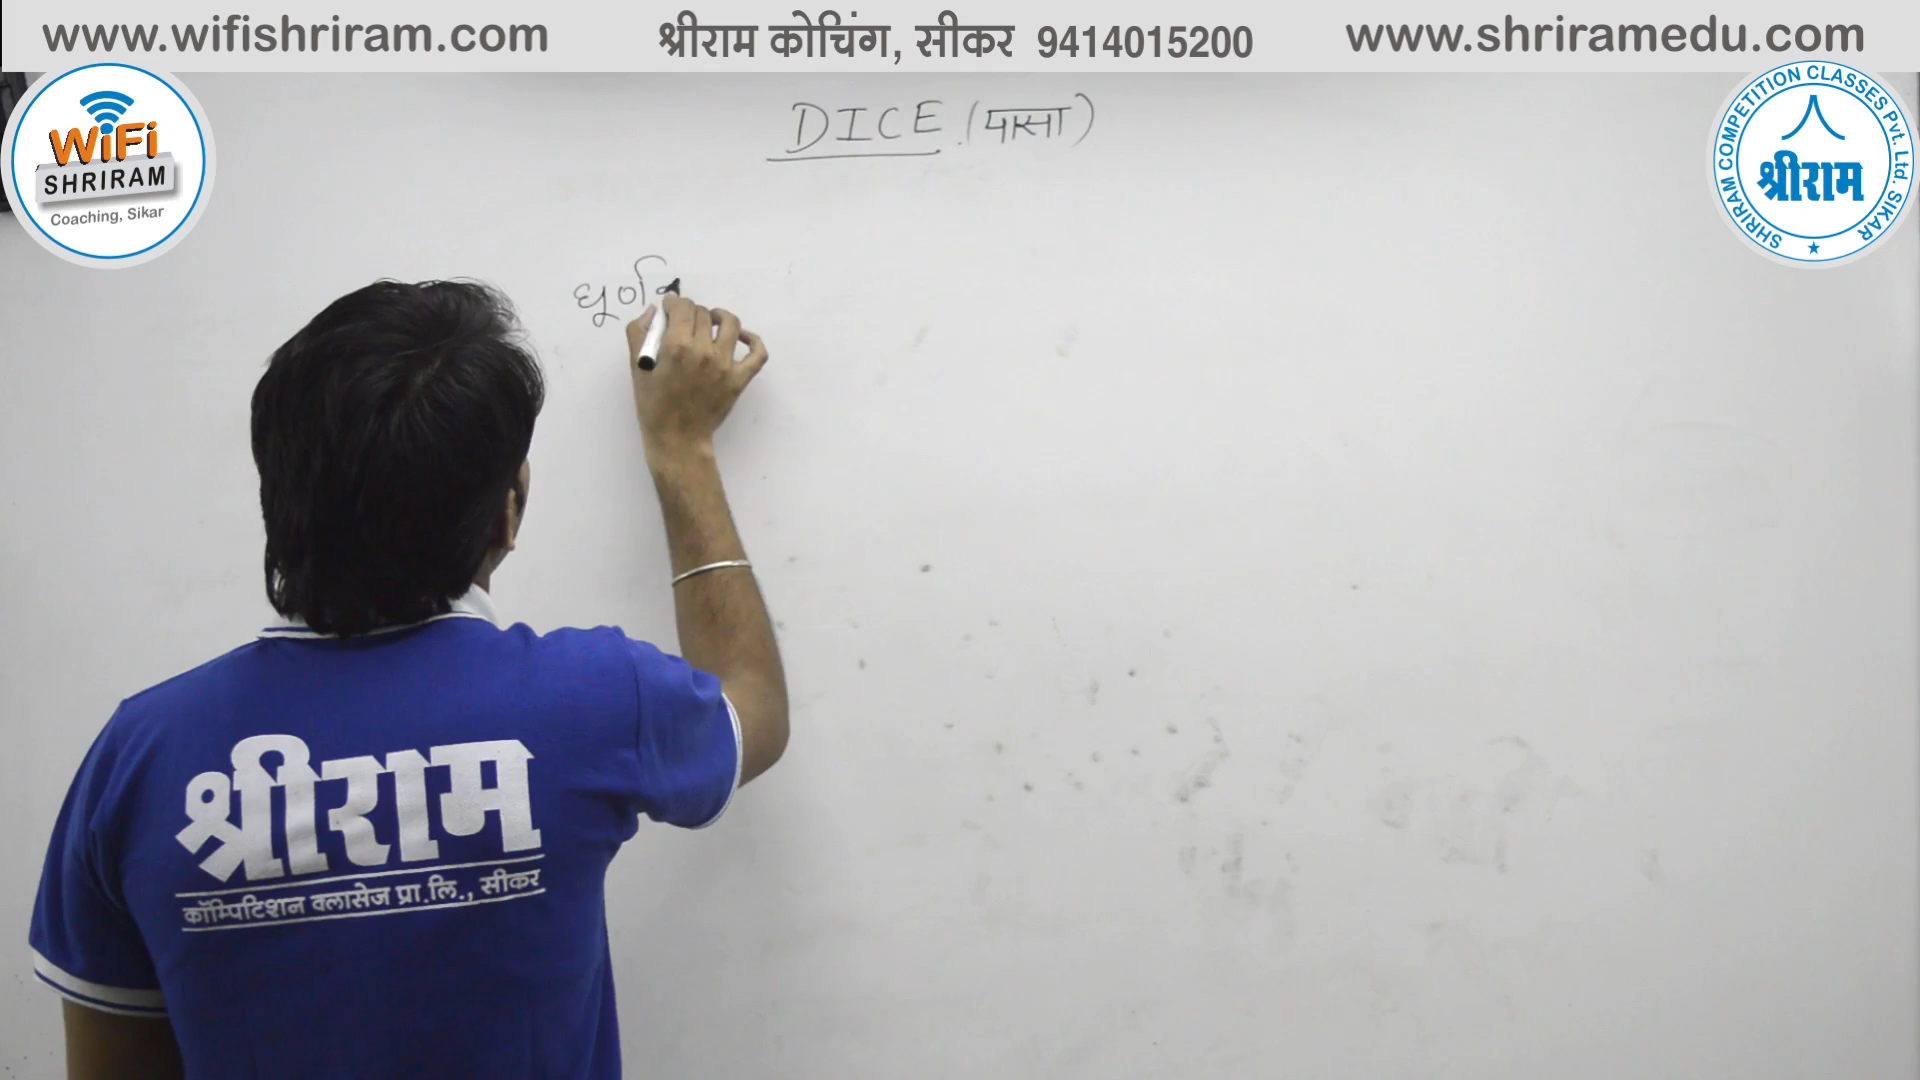 www.wifishriram.com
श्रीराम कोचिंग, सीकर 9414015200
www.shriramedu.com
WiFi
SHRIRAM
Coaching, Sikar
DICE (पासा)
SHRIRAM COMPETITION CLASSES Pvt. Ltd. SIKAR
श्रीराम
श्रीराम
कॉम्पिटिशन क्लासेज प्रा.लि., सीकर